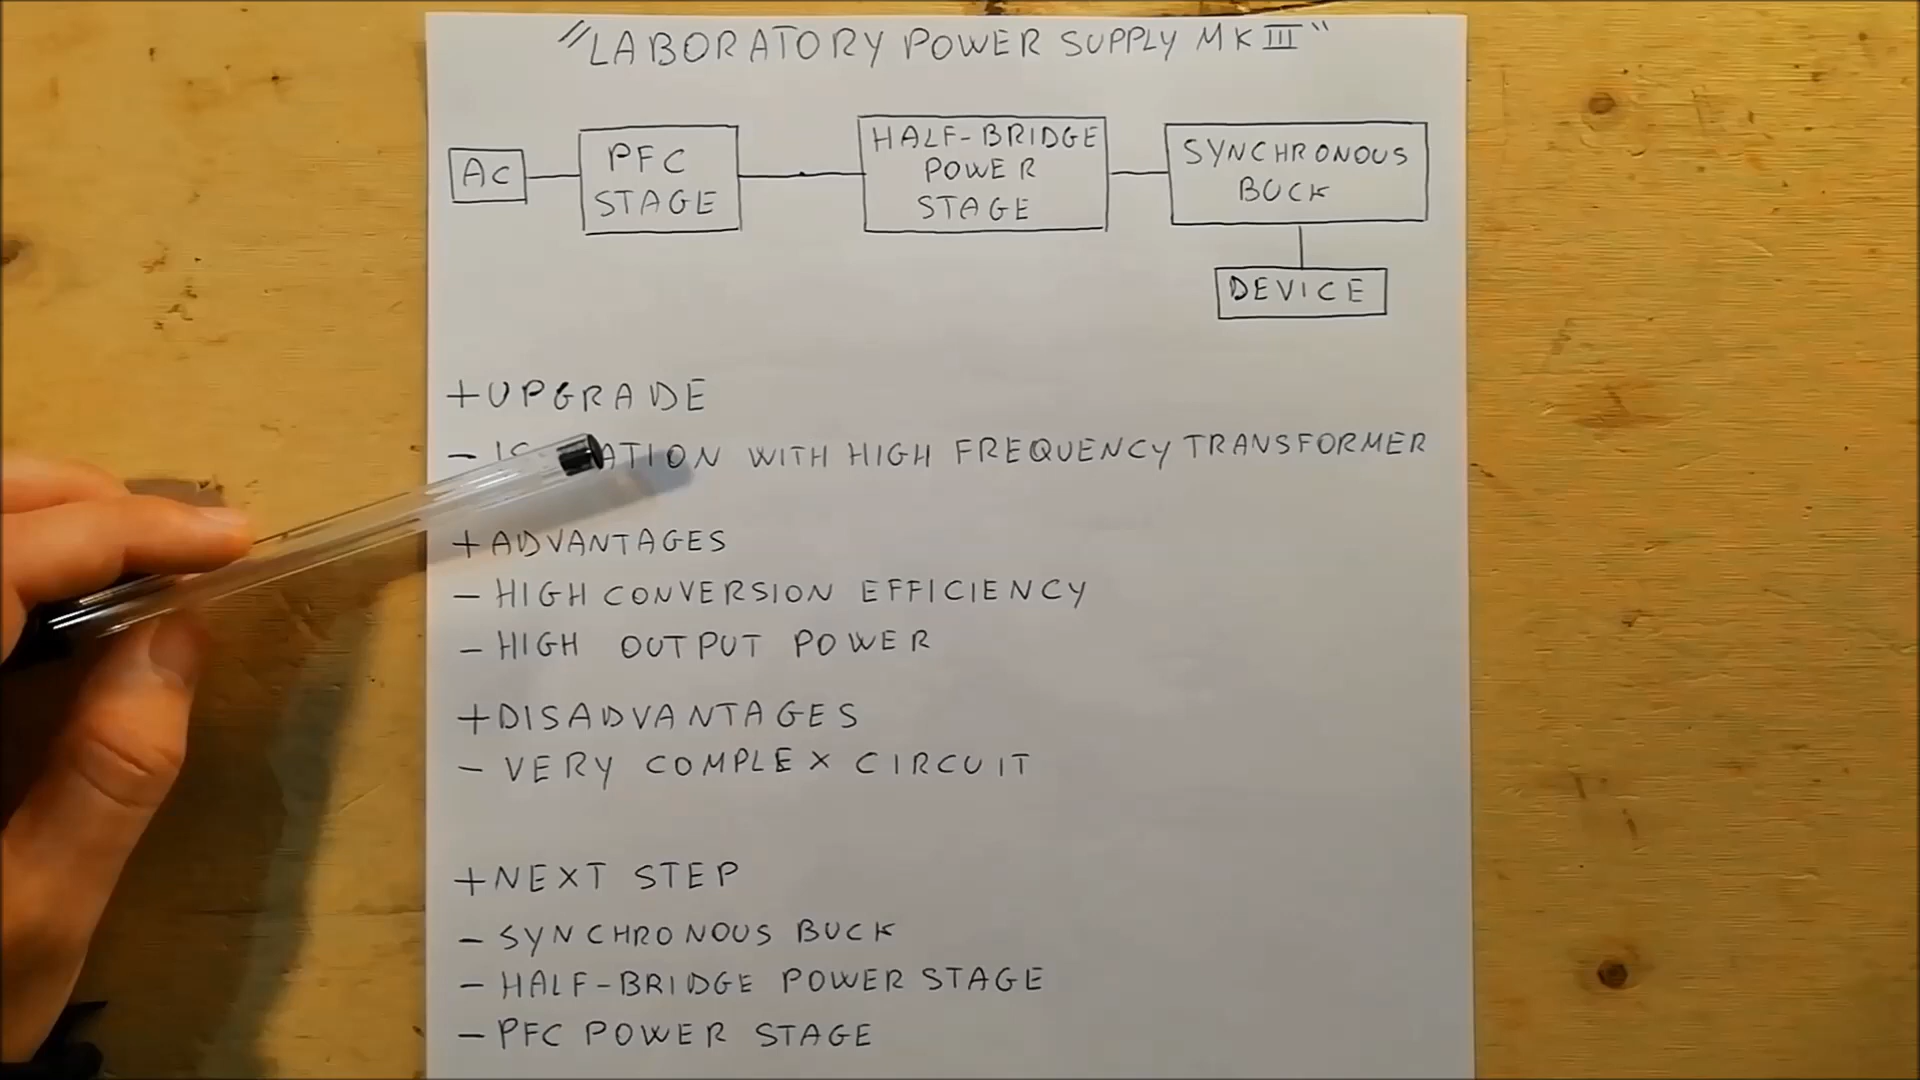 "LABORATORY POWER SUPPLY MK III"
AC
PFC
STAGE
HALF-BRIDGE
POWER
STAGE
SYNCHRONOUS
BUCK
DEVICE
+UPGRADE
- WITH HIGH FREQUENCY TRANSFORMER
+ADVANTAGES
- HIGH CONVERSION EFFICIENCY
- HIGH OUTPUT POWER
+DISADVANTAGES
- VERY COMPLEX CIRCUIT
+NEXT STEP
- SYNCHRONOUS BUCK
- HALF-BRIDGE POWER STAGE
- PFC POWER STAGE